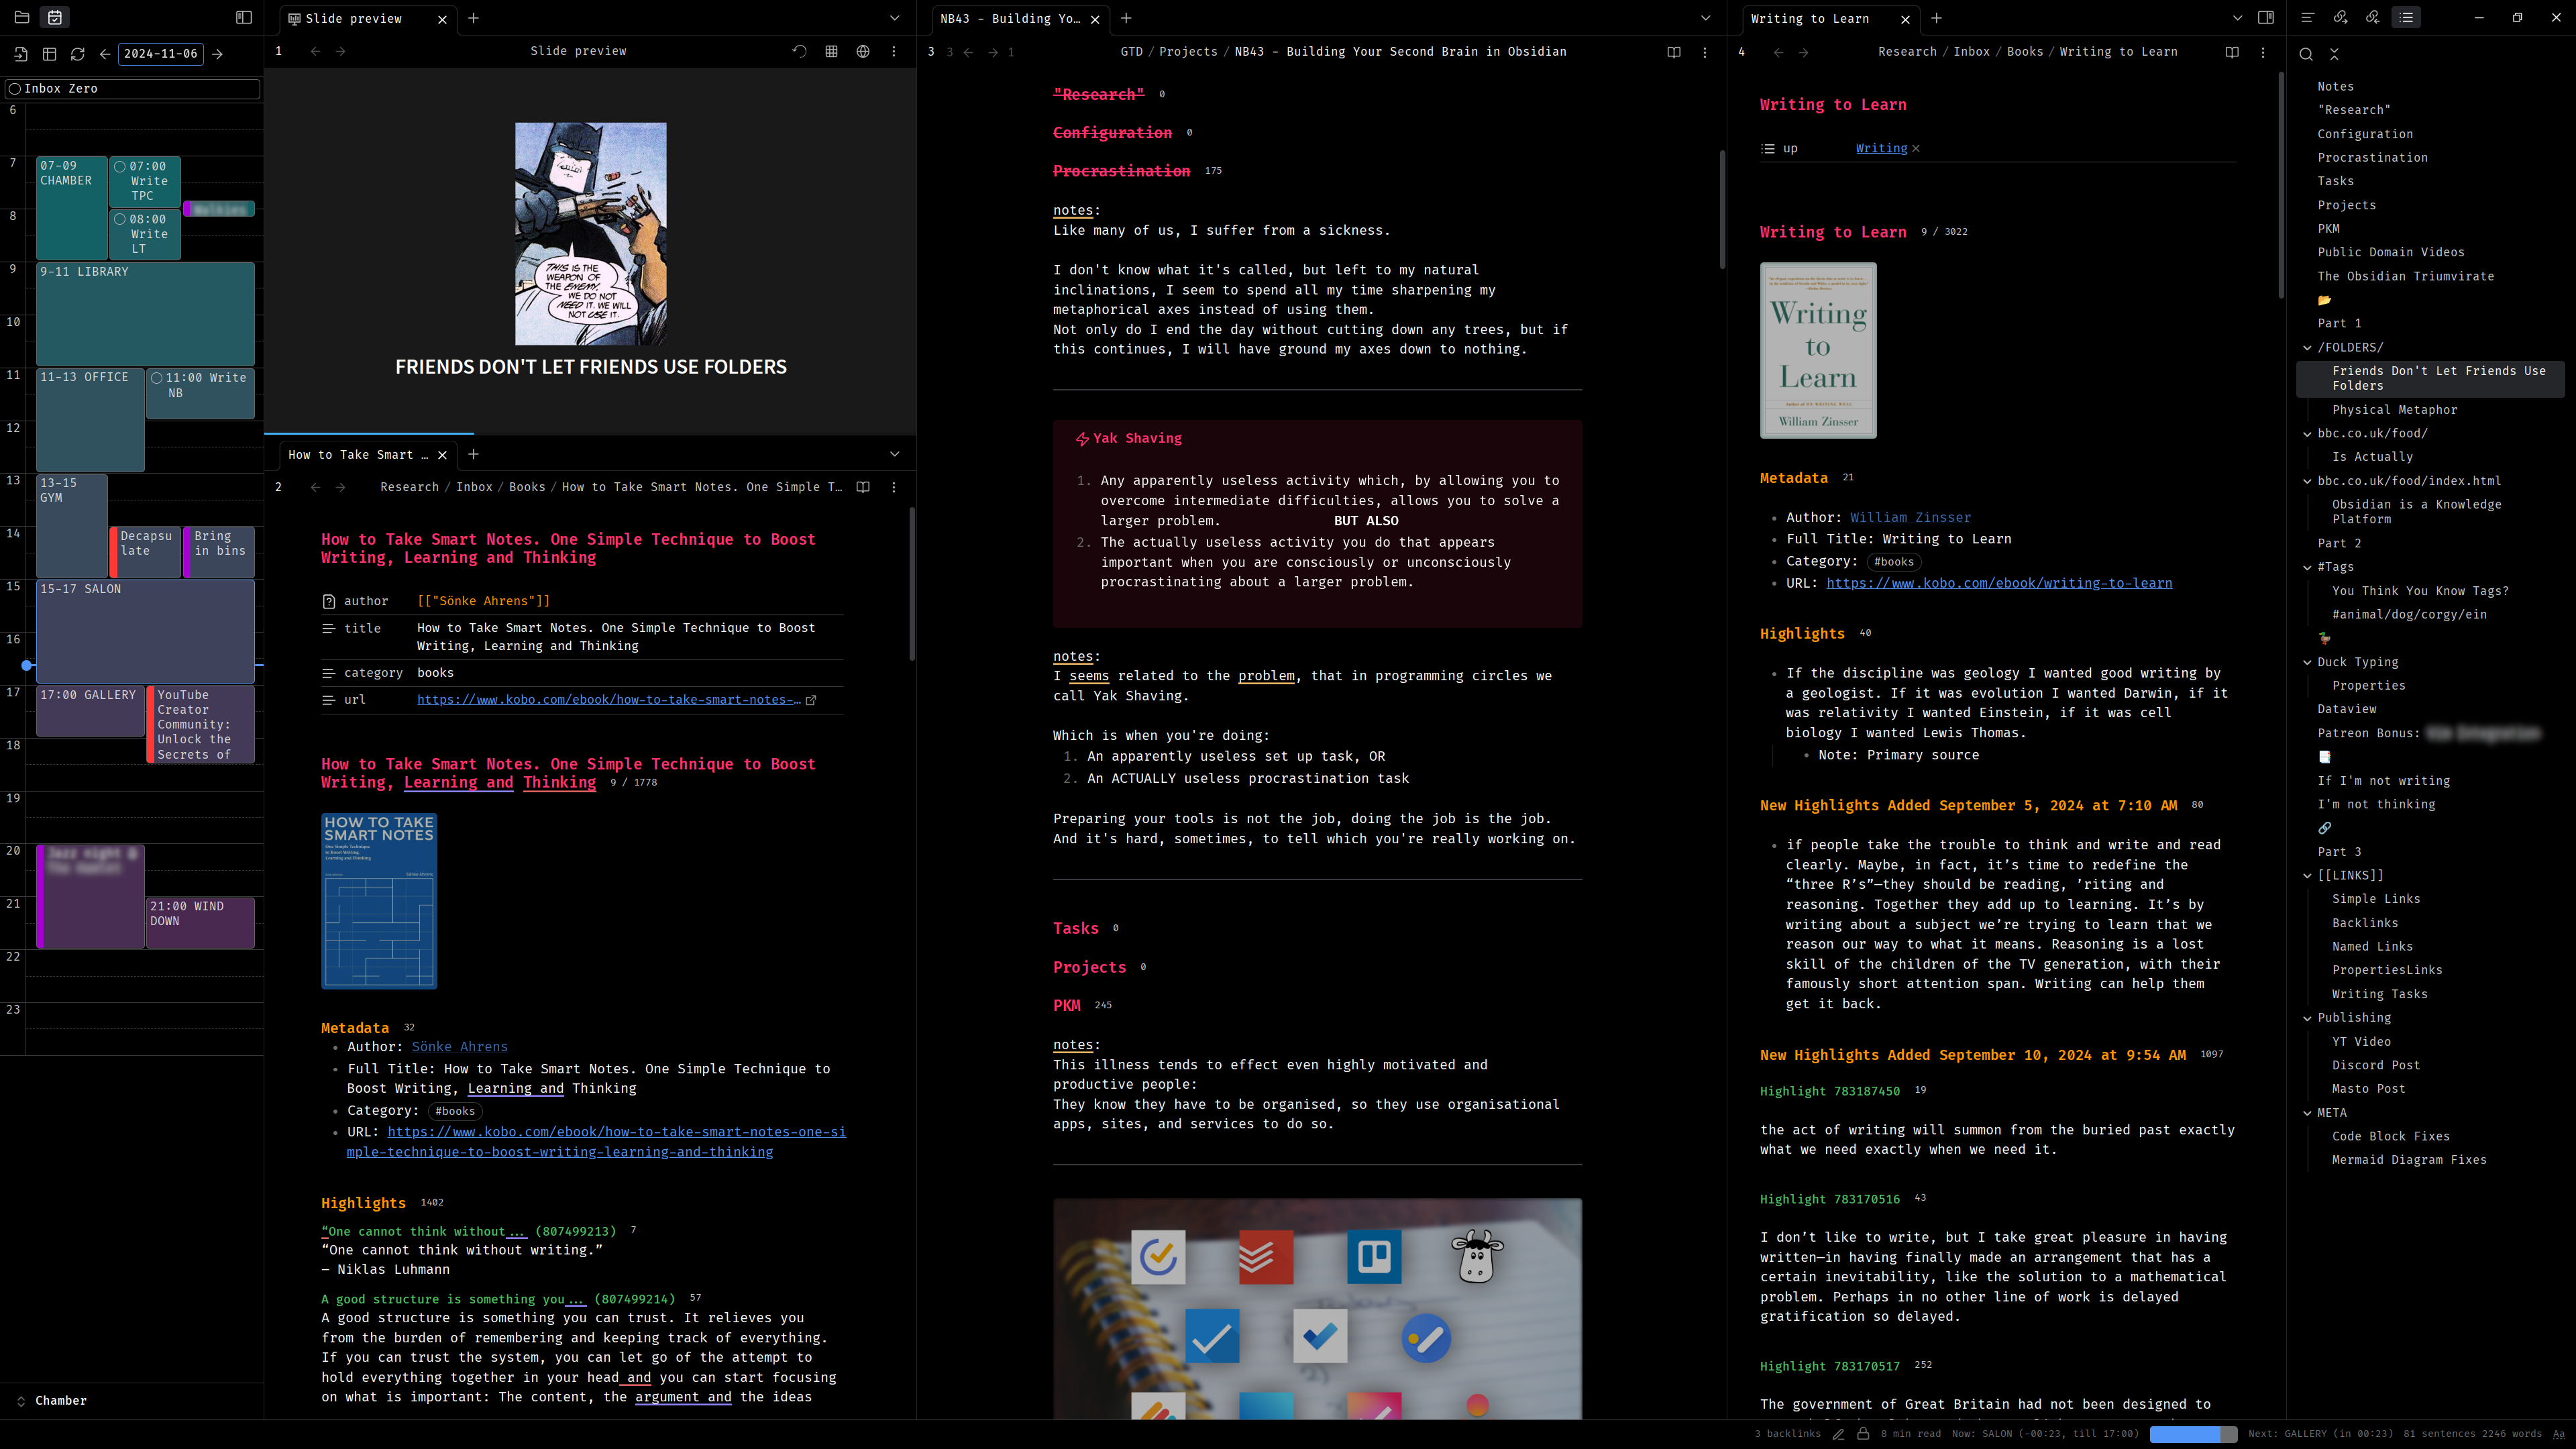 2024-11-06
Inbox Zero
6
7
07-09
CHAMBER
07:00
Write
TPC
8
08:00
Write
LT
9
9-11 LIBRARY
10
11
11-13 OFFICE
11:00 Write
NB
12
13
13-15
GYM
14
Decapsu
late
Bring
in bins
15
15-17 SALON
16
17
17:00 GALLERY
YouTube
Creator
Community:
Unlock the
Secrets of
18
19
20
21
21:00 WIND
DOWN
22
23
Chamber
Slide preview
1
Slide preview
THIS IS THE
WEAPON OF
THE ENEMY.
WE DO NOT
NEED IT. WE WILL
NOT USE IT.
FRIENDS DON'T LET FRIENDS USE FOLDERS
How to Take Smart …
2
Research / Inbox / Books / How to Take Smart Notes. One Simple T…
How to Take Smart Notes. One Simple Technique to Boost
Writing, Learning and Thinking
author [["Sönke Ahrens"]]
title How to Take Smart Notes. One Simple Technique to Boost
Writing, Learning and Thinking
category books
url https://www.kobo.com/ebook/how-to-take-smart-notes-…
How to Take Smart Notes. One Simple Technique to Boost
Writing, Learning and Thinking 9 / 1778
HOW TO TAKE
SMART NOTES
One Simple Technique
to Boost Writing,
Learning and Thinking
Sönke Ahrens
Metadata 32
Author: Sönke Ahrens
Full Title: How to Take Smart Notes. One Simple Technique to
Boost Writing, Learning and Thinking
Category: #books
URL: https://www.kobo.com/ebook/how-to-take-smart-notes-one-si
mple-technique-to-boost-writing-learning-and-thinking
Highlights 1402
“One cannot think without... (807499213) 7
“One cannot think without writing.”
— Niklas Luhmann
A good structure is something you... (807499214) 57
A good structure is something you can trust. It relieves you
from the burden of remembering and keeping track of everything.
If you can trust the system, you can let go of the attempt to
hold everything together in your head and you can start focusing
on what is important: The content, the argument and the ideas
NB43 - Building Yo…
3 3 1
GTD / Projects / NB43 - Building Your Second Brain in Obsidian
"Research" 0
Configuration 0
Procrastination 175
notes:
Like many of us, I suffer from a sickness.
I don't know what it's called, but left to my natural
inclinations, I seem to spend all my time sharpening my
metaphorical axes instead of using them.
Not only do I end the day without cutting down any trees, but if
this continues, I will have ground my axes down to nothing.
Yak Shaving
1. Any apparently useless activity which, by allowing you to
overcome intermediate difficulties, allows you to solve a
larger problem. BUT ALSO
2. The actually useless activity you do that appears
important when you are consciously or unconsciously
procrastinating about a larger problem.
notes:
I seems related to the problem, that in programming circles we
call Yak Shaving.
Which is when you're doing:
1. An apparently useless set up task, OR
2. An ACTUALLY useless procrastination task
Preparing your tools is not the job, doing the job is the job.
And it's hard, sometimes, to tell which you're really working on.
Tasks 0
Projects 0
PKM 245
notes:
This illness tends to effect even highly motivated and
productive people:
They know they have to be organised, so they use organisational
apps, sites, and services to do so.
Writing to Learn
4
Research / Inbox / Books / Writing to Learn
Writing to Learn
up Writing
Writing to Learn 9 / 3022
Writing
to
Learn
Author of ON WRITING WELL
William Zinsser
Metadata 21
Author: William Zinsser
Full Title: Writing to Learn
Category: #books
URL: https://www.kobo.com/ebook/writing-to-learn
Highlights 40
If the discipline was geology I wanted good writing by
a geologist. If it was evolution I wanted Darwin, if it
was relativity I wanted Einstein, if it was cell
biology I wanted Lewis Thomas.
Note: Primary source
New Highlights Added September 5, 2024 at 7:10 AM 80
if people take the trouble to think and write and read
clearly. Maybe, in fact, it’s time to redefine the
“three R’s”—they should be reading, ’riting and
reasoning. Together they add up to learning. It’s by
writing about a subject we’re trying to learn that we
reason our way to what it means. Reasoning is a lost
skill of the children of the TV generation, with their
famously short attention span. Writing can help them
get it back.
New Highlights Added September 10, 2024 at 9:54 AM 1097
Highlight 783187450 19
the act of writing will summon from the buried past exactly
what we need exactly when we need it.
Highlight 783170516 43
I don’t like to write, but I take great pleasure in having
written—in having finally made an arrangement that has a
certain inevitability, like the solution to a mathematical
problem. Perhaps in no other line of work is delayed
gratification so delayed.
Highlight 783170517 252
The government of Great Britain had not been designed to
Notes
"Research"
Configuration
Procrastination
Tasks
Projects
PKM
Public Domain Videos
The Obsidian Triumvirate
📂
Part 1
/FOLDERS/
Friends Don't Let Friends Use
Folders
Physical Metaphor
bbc.co.uk/food/
Is Actually
bbc.co.uk/food/index.html
Obsidian is a Knowledge
Platform
Part 2
#Tags
You Think You Know Tags?
#animal/dog/corgy/ein
🦆
Duck Typing
Properties
Dataview
Patreon Bonus:
📑
If I'm not writing
I'm not thinking
🔗
Part 3
[[LINKS]]
Simple Links
Backlinks
Named Links
PropertiesLinks
Writing Tasks
Publishing
YT Video
Discord Post
Masto Post
META
Code Block Fixes
Mermaid Diagram Fixes
3 backlinks 8 min read Now: SALON (-00:23, till 17:00) Next: GALLERY (in 00:23) 81 sentences 2246 words Aa